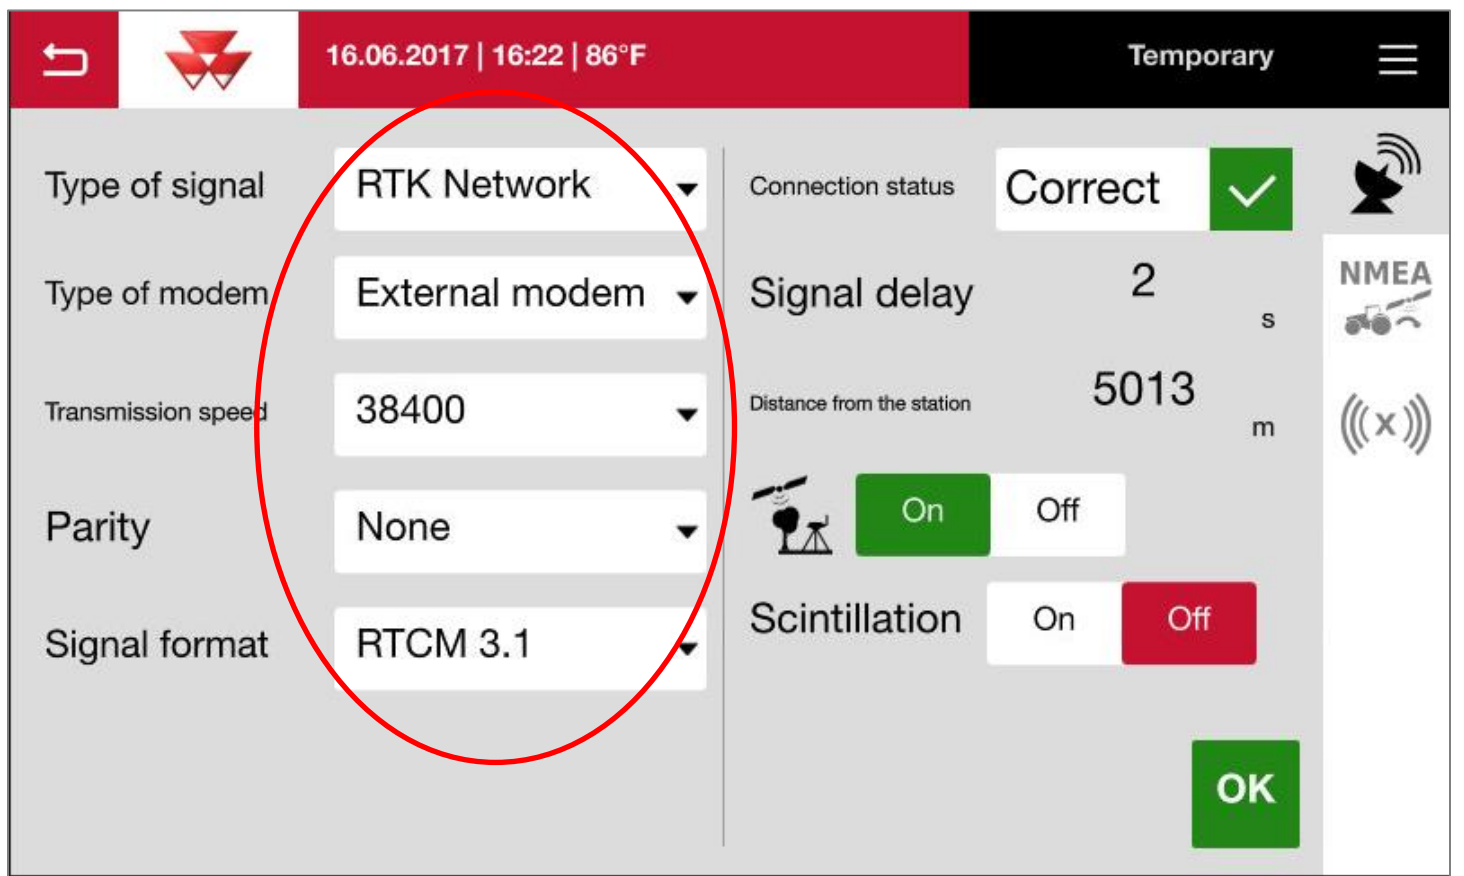 16.06.2017 | 16:22 | 86°F
Temporary
Type of signal
RTK Network
Type of modem
External modem
Transmission speed
38400
Parity
None
Signal format
RTCM 3.1
Connection status
Correct
Signal delay
2
s
Distance from the station
5013
m
On
Off
Scintillation
On
Off
OK
NMEA
((( x )))